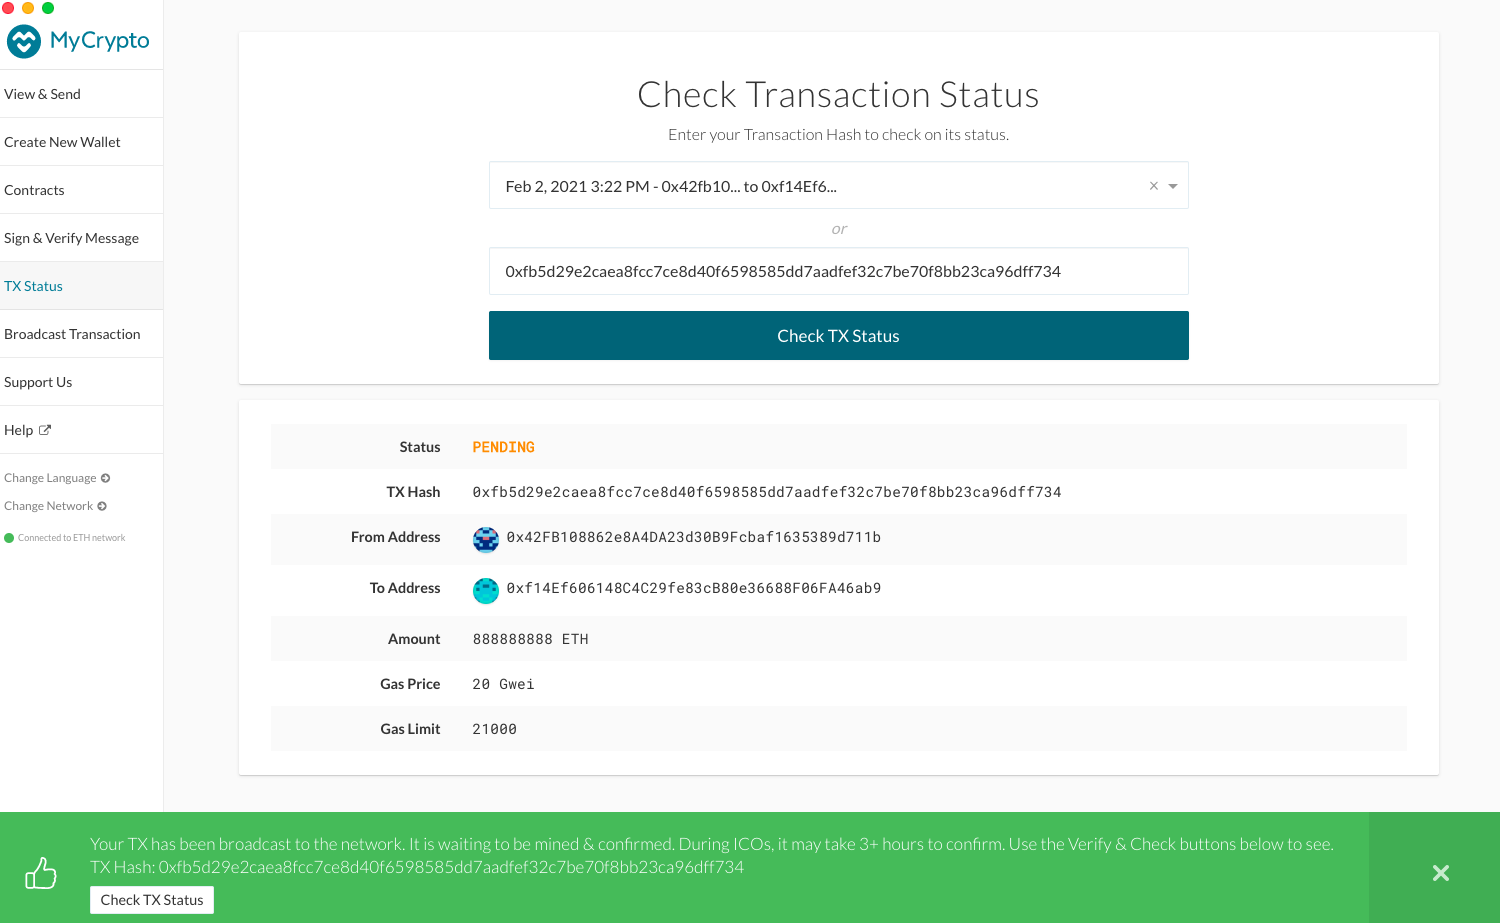 MyCrypto
View & Send
Create New Wallet
Contracts
Sign & Verify Message
TX Status
Broadcast Transaction
Support Us
Help
Change Language
Change Network
Connected to ETH network
Check Transaction Status
Enter your Transaction Hash to check on its status.
Feb 2, 2021 3:22 PM - 0x42fb10... to 0xf14Ef6...
or
0xfb5d29e2caea8fcc7ce8d40f6598585dd7aadfef32c7be70f8bb23ca96dff734
Check TX Status
Status PENDING
TX Hash 0xfb5d29e2caea8fcc7ce8d40f6598585dd7aadfef32c7be70f8bb23ca96dff734
From Address 0x42FB108862e8A4DA23d30B9Fcbaf1635389d711b
To Address 0xf14Ef606148C4C29fe83cB80e36688F06FA46ab9
Amount 888888888 ETH
Gas Price 20 Gwei
Gas Limit 21000
Your TX has been broadcast to the network. It is waiting to be mined & confirmed. During ICOs, it may take 3+ hours to confirm. Use the Verify & Check buttons below to see.
TX Hash: 0xfb5d29e2caea8fcc7ce8d40f6598585dd7aadfef32c7be70f8bb23ca96dff734
Check TX Status